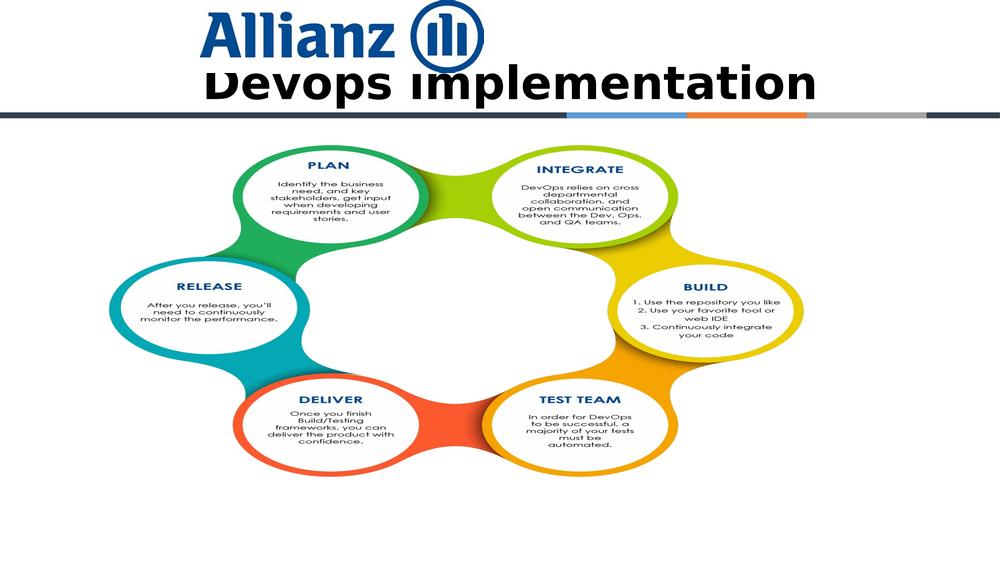 Allianz
Devops Implementation
PLAN
Identify the business
need, and key
stakeholders, get input
when developing
requirements and user
stories.
INTEGRATE
DevOps relies on cross
departmental
collaboration, and
open communication
between the Dev, Ops,
and QA teams.
RELEASE
After you release, you'll
need to continuously
monitor the performance.
BUILD
1. Use the repository you like
2. Use your favorite tool or
web IDE
3. Continuously integrate
your code
DELIVER
Once you finish
Build/Testing
frameworks, you can
deliver the product with
confidence.
TEST TEAM
In order for DevOps
to be successful, a
majority of your tests
must be
automated.